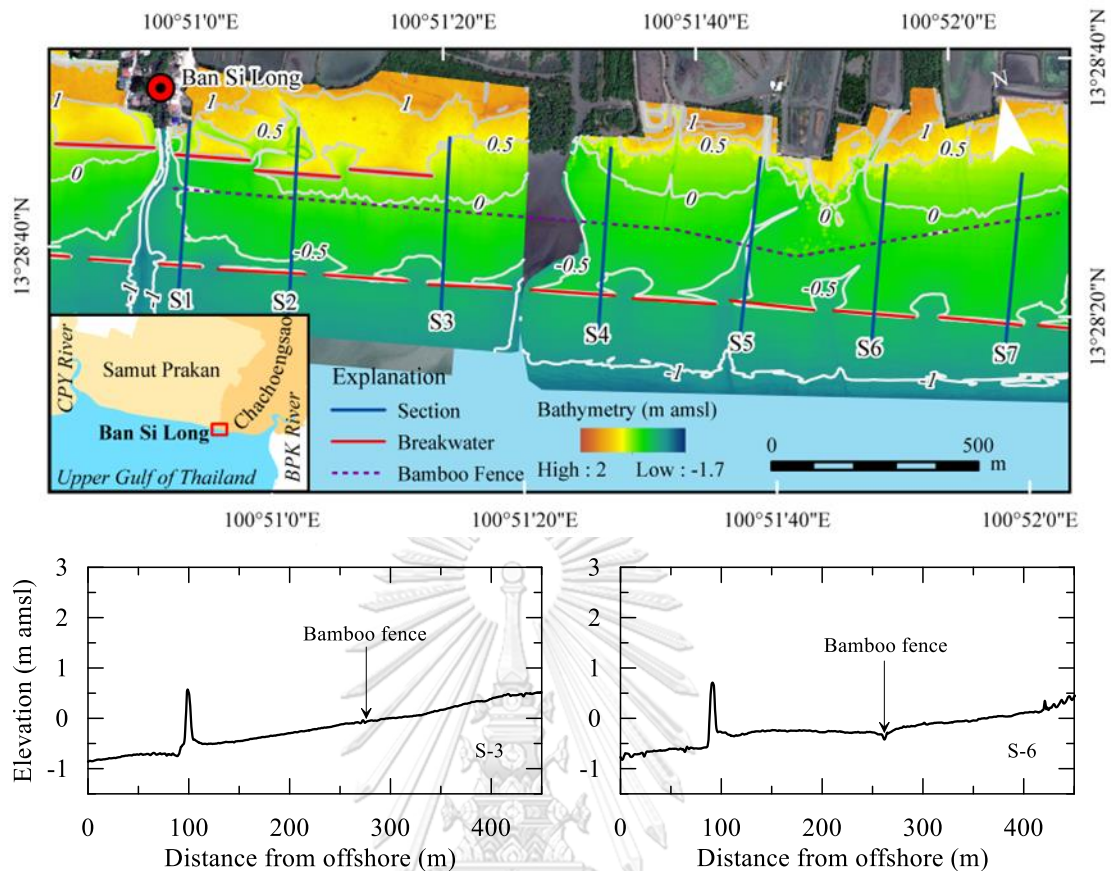 100°51'0"E 100°51'20"E 100°51'40"E 100°52'0"E
13°28'40"N
13°28'40"N
13°28'20"N
Ban Si Long
N
1 1 1 1 1
0.5 0.5 0.5 0.5
0 0 0 0 0
-0.5 -0.5 -0.5
-1 -1 -1
S1 S2 S3 S4 S5 S6 S7
CPY River
Samut Prakan
Chachoengsao
Ban Si Long
BPK River
Upper Gulf of Thailand
Explanation
Section
Breakwater
Bamboo Fence
Bathymetry (m amsl)
High : 2 Low : -1.7
0 500
m
100°51'0"E 100°51'20"E 100°51'40"E 100°52'0"E
Elevation (m amsl)
3
2
1
0
-1
Bamboo fence
S-3
0 100 200 300 400
Distance from offshore (m)
3
2
1
0
-1
Bamboo fence
S-6
0 100 200 300 400
Distance from offshore (m)